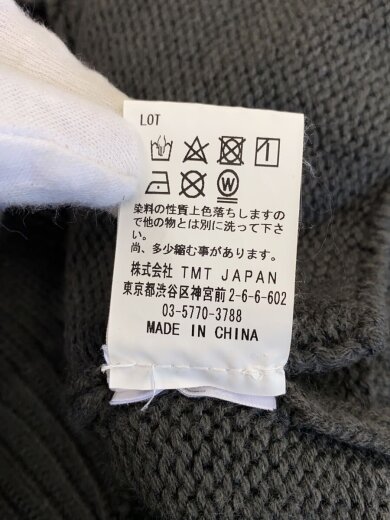 LOT
W
染料の性質上色落ちしますの
で他の物とは別に洗って下さ
い。
尚、多少縮む事があります。
株式会社 TMT JAPAN
東京都渋谷区神宮前2-6-6-602
03-5770-3788
MADE IN CHINA